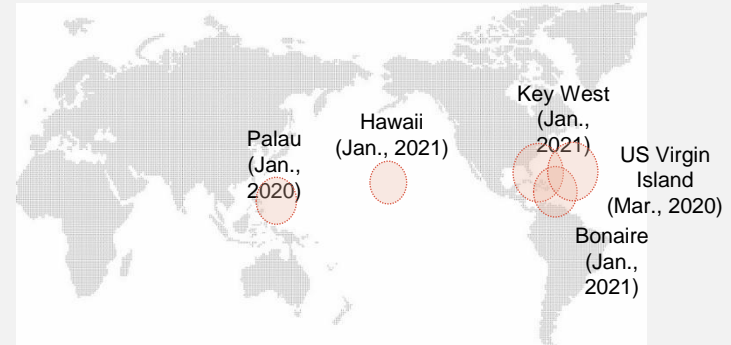 Palau
(Jan.,
2020)
Hawaii
(Jan., 2021)
Key West
(Jan.,
2021)
US Virgin
Island
(Mar., 2020)
Bonaire
(Jan.,
2021)